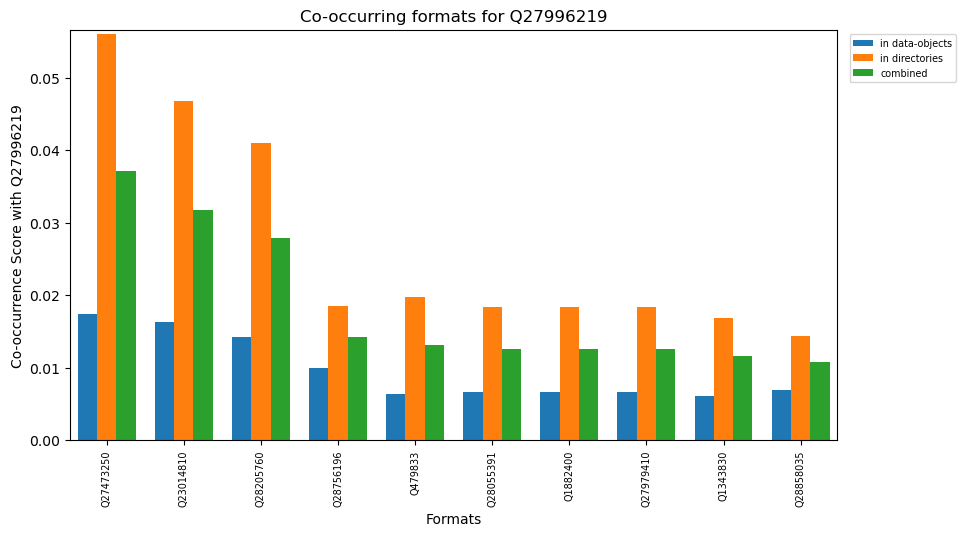 Co-occurring formats for Q27996219
in data-objects
in directories
combined
Co-occurrence Score with Q27996219
0.05
0.04
0.03
0.02
0.01
0.00
Q27473250
Q23014810
Q28205760
Q28756196
Q479833
Q28055391
Q1882400
Q27979410
Q1343830
Q28858035
Formats